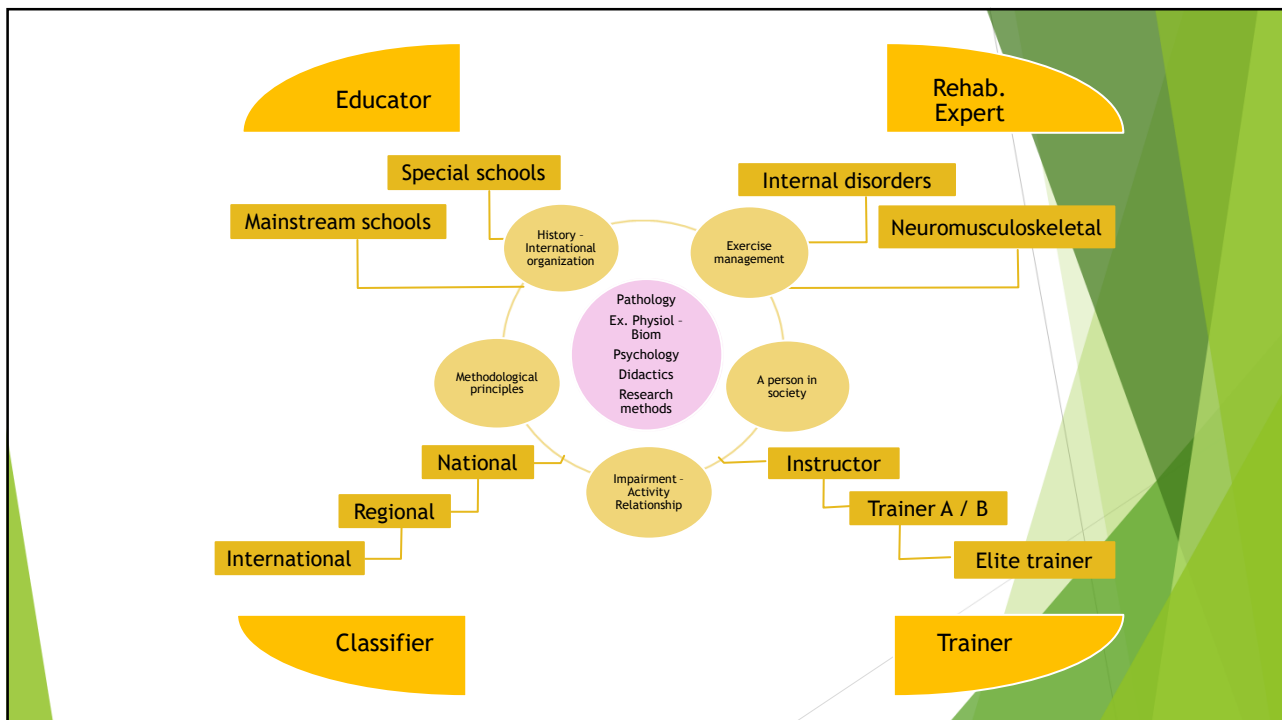 Educator
Rehab.
Expert
Special schools
Internal disorders
Mainstream schools
Neuromusculoskeletal
History –
International
organization
Exercise
management
Pathology
Ex. Physiol –
Biom
Psychology
Didactics
Research
methods
Methodological
principles
A person in
society
National
Instructor
Impairment –
Activity
Relationship
Regional
Trainer A / B
International
Elite trainer
Classifier
Trainer